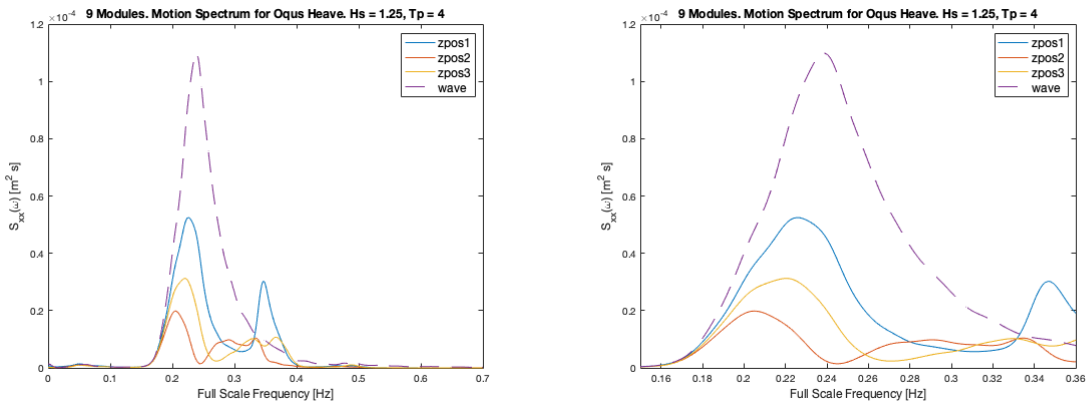 9 Modules. Motion Spectrum for Oqus Heave. Hs = 1.25, Tp = 4
×10⁻⁴
1.2
1
0.8
0.6
0.4
0.2
0
S_xx(ω) [m² s]
0 0.1 0.2 0.3 0.4 0.5 0.6 0.7
Full Scale Frequency [Hz]
zpos1
zpos2
zpos3
wave
9 Modules. Motion Spectrum for Oqus Heave. Hs = 1.25, Tp = 4
×10⁻⁴
1.2
1
0.8
0.6
0.4
0.2
0
S_xx(ω) [m² s]
0.16 0.18 0.2 0.22 0.24 0.26 0.28 0.3 0.32 0.34 0.36
Full Scale Frequency [Hz]
zpos1
zpos2
zpos3
wave